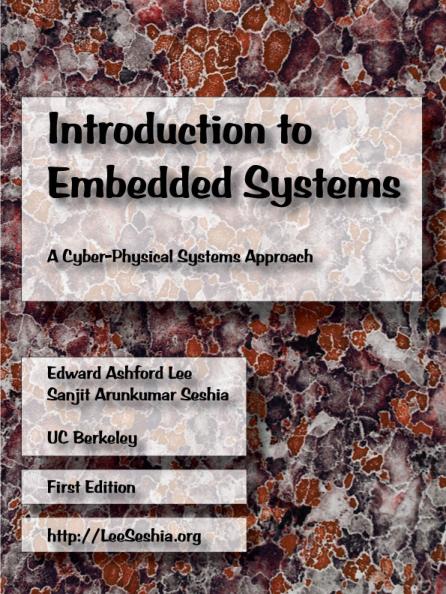 Introduction to
Embedded Systems
A Cyber-Physical Systems Approach
Edward Ashford Lee
Sanjit Arunkumar Seshia
UC Berkeley
First Edition
http://LeeSeshia.org